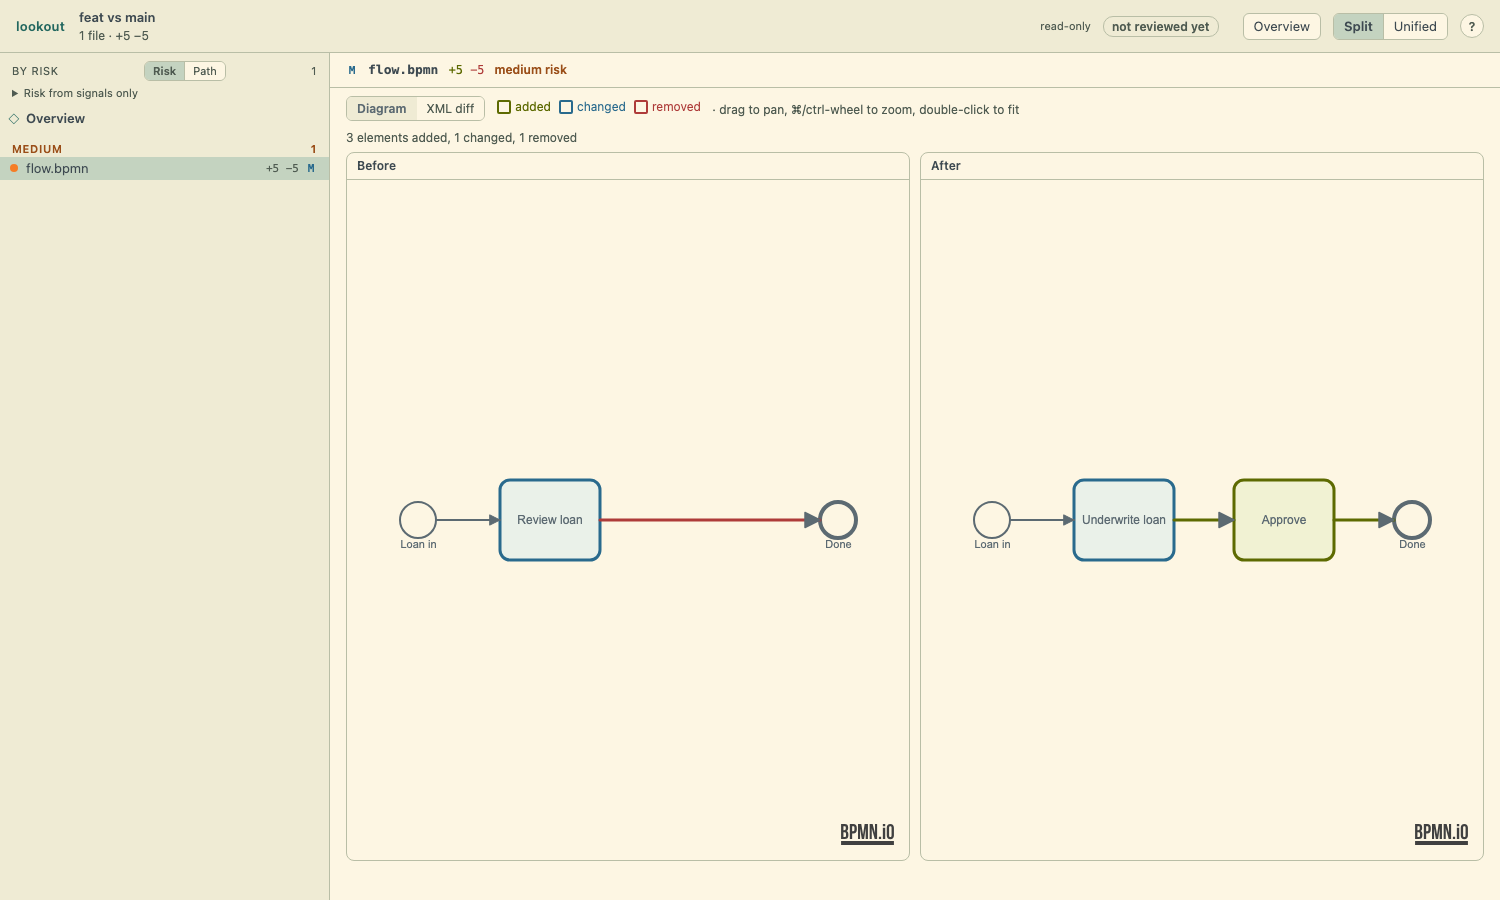 lookout
feat vs main
1 file · +5 −5
read-only
not reviewed yet
Overview
Split
Unified
?
BY RISK
Risk
Path
1
Risk from signals only
Overview
MEDIUM
1
flow.bpmn
+5 −5 M
M flow.bpmn +5 −5 medium risk
Diagram
XML diff
added
changed
removed
· drag to pan, ⌘/ctrl-wheel to zoom, double-click to fit
3 elements added, 1 changed, 1 removed
Before
Loan in
Review loan
Done
BPMN.iO
After
Loan in
Underwrite loan
Approve
Done
BPMN.iO